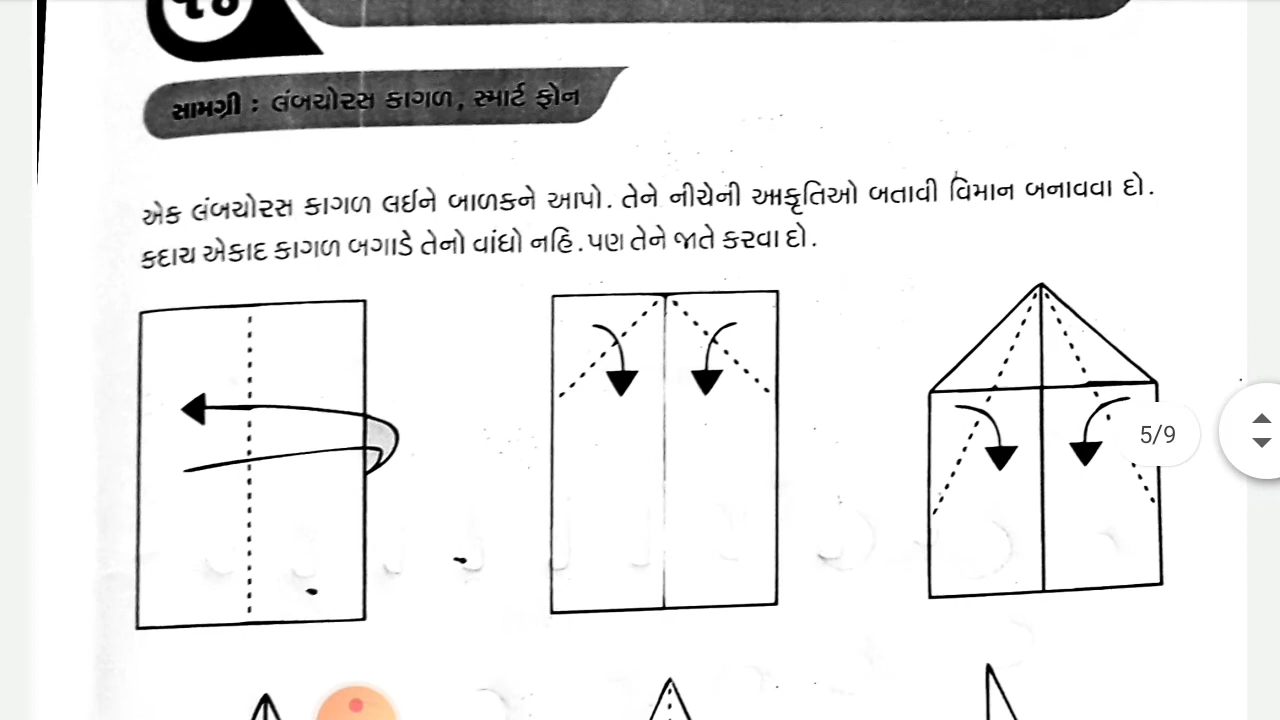 સામગ્રી : લંબચોરસ કાગળ, સ્માર્ટ ફોન
એક લંબચોરસ કાગળ લઈને બાળકને આપો. તેને નીચેની આકૃતિઓ બતાવી વિમાન બનાવવા દો.
કદાચ એકાદ કાગળ બગાડે તેનો વાંધો નહિ. પણ તેને જાતે કરવા દો.
5/9